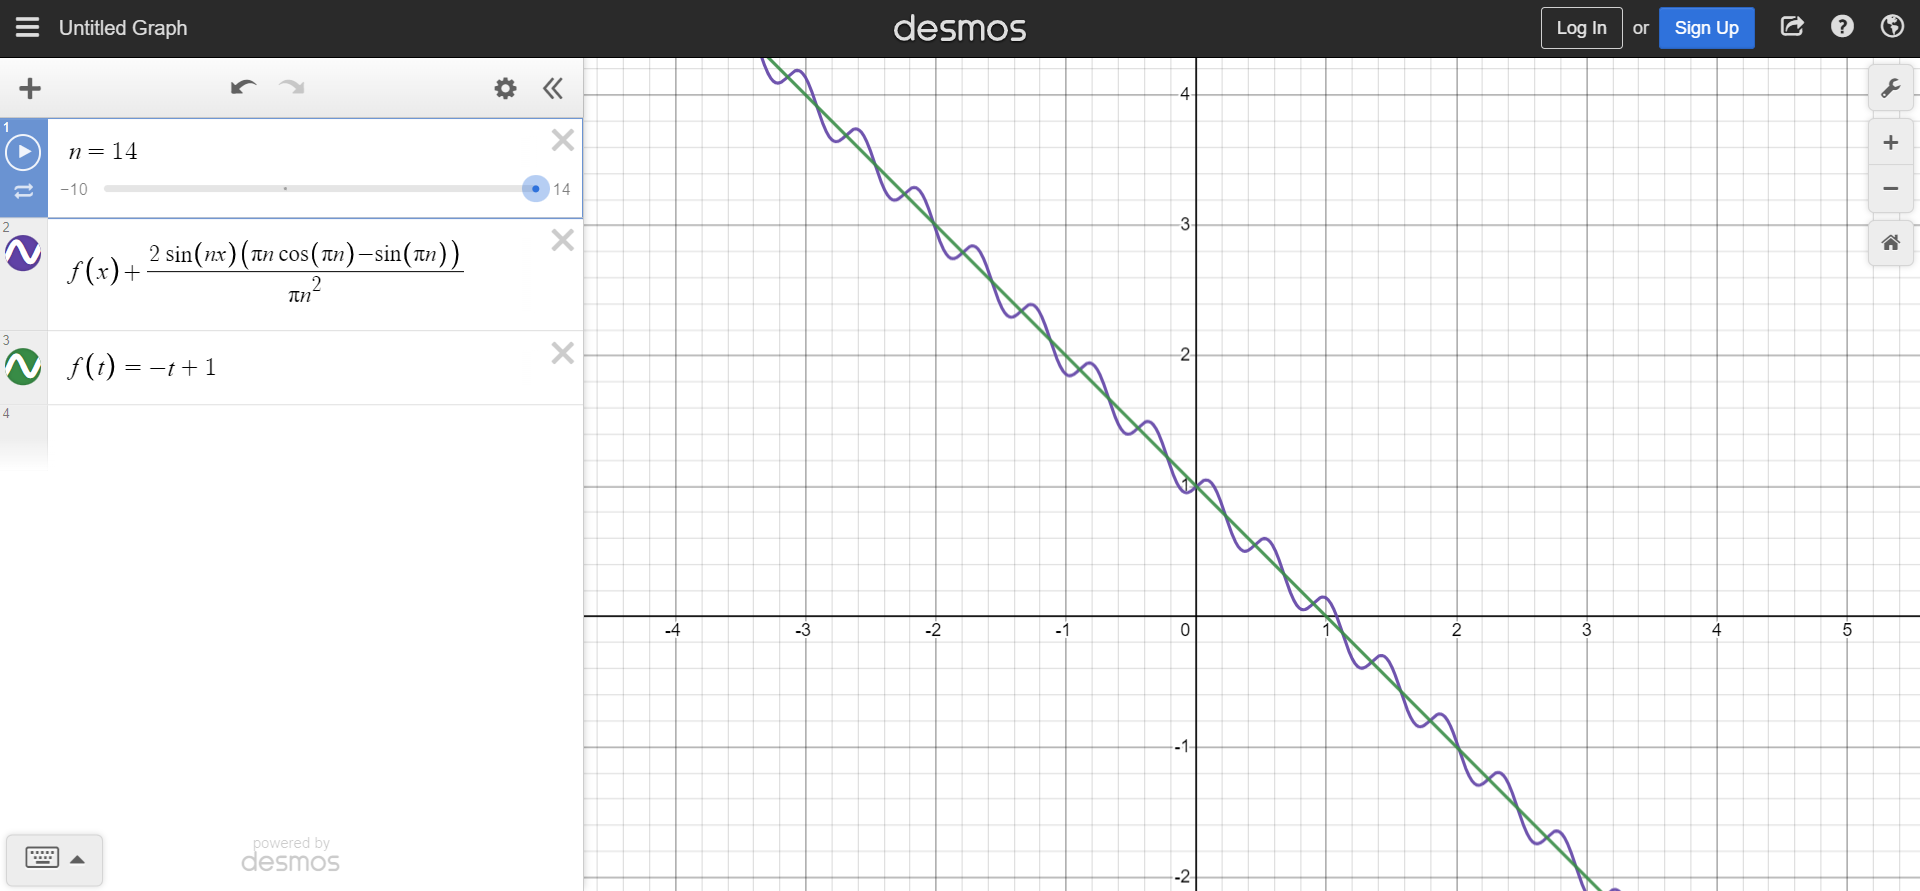 Untitled Graph
desmos
Log In or Sign Up
1
n = 14
−10 14
2
f(x)+\frac{2 sin(nx)(πn cos(πn)−sin(πn))}{πn^2}
3
f(t) = −t + 1
4
powered by
desmos
4
3
2
1
-4 -3 -2 -1 0 1 2 3 4 5
-1
-2